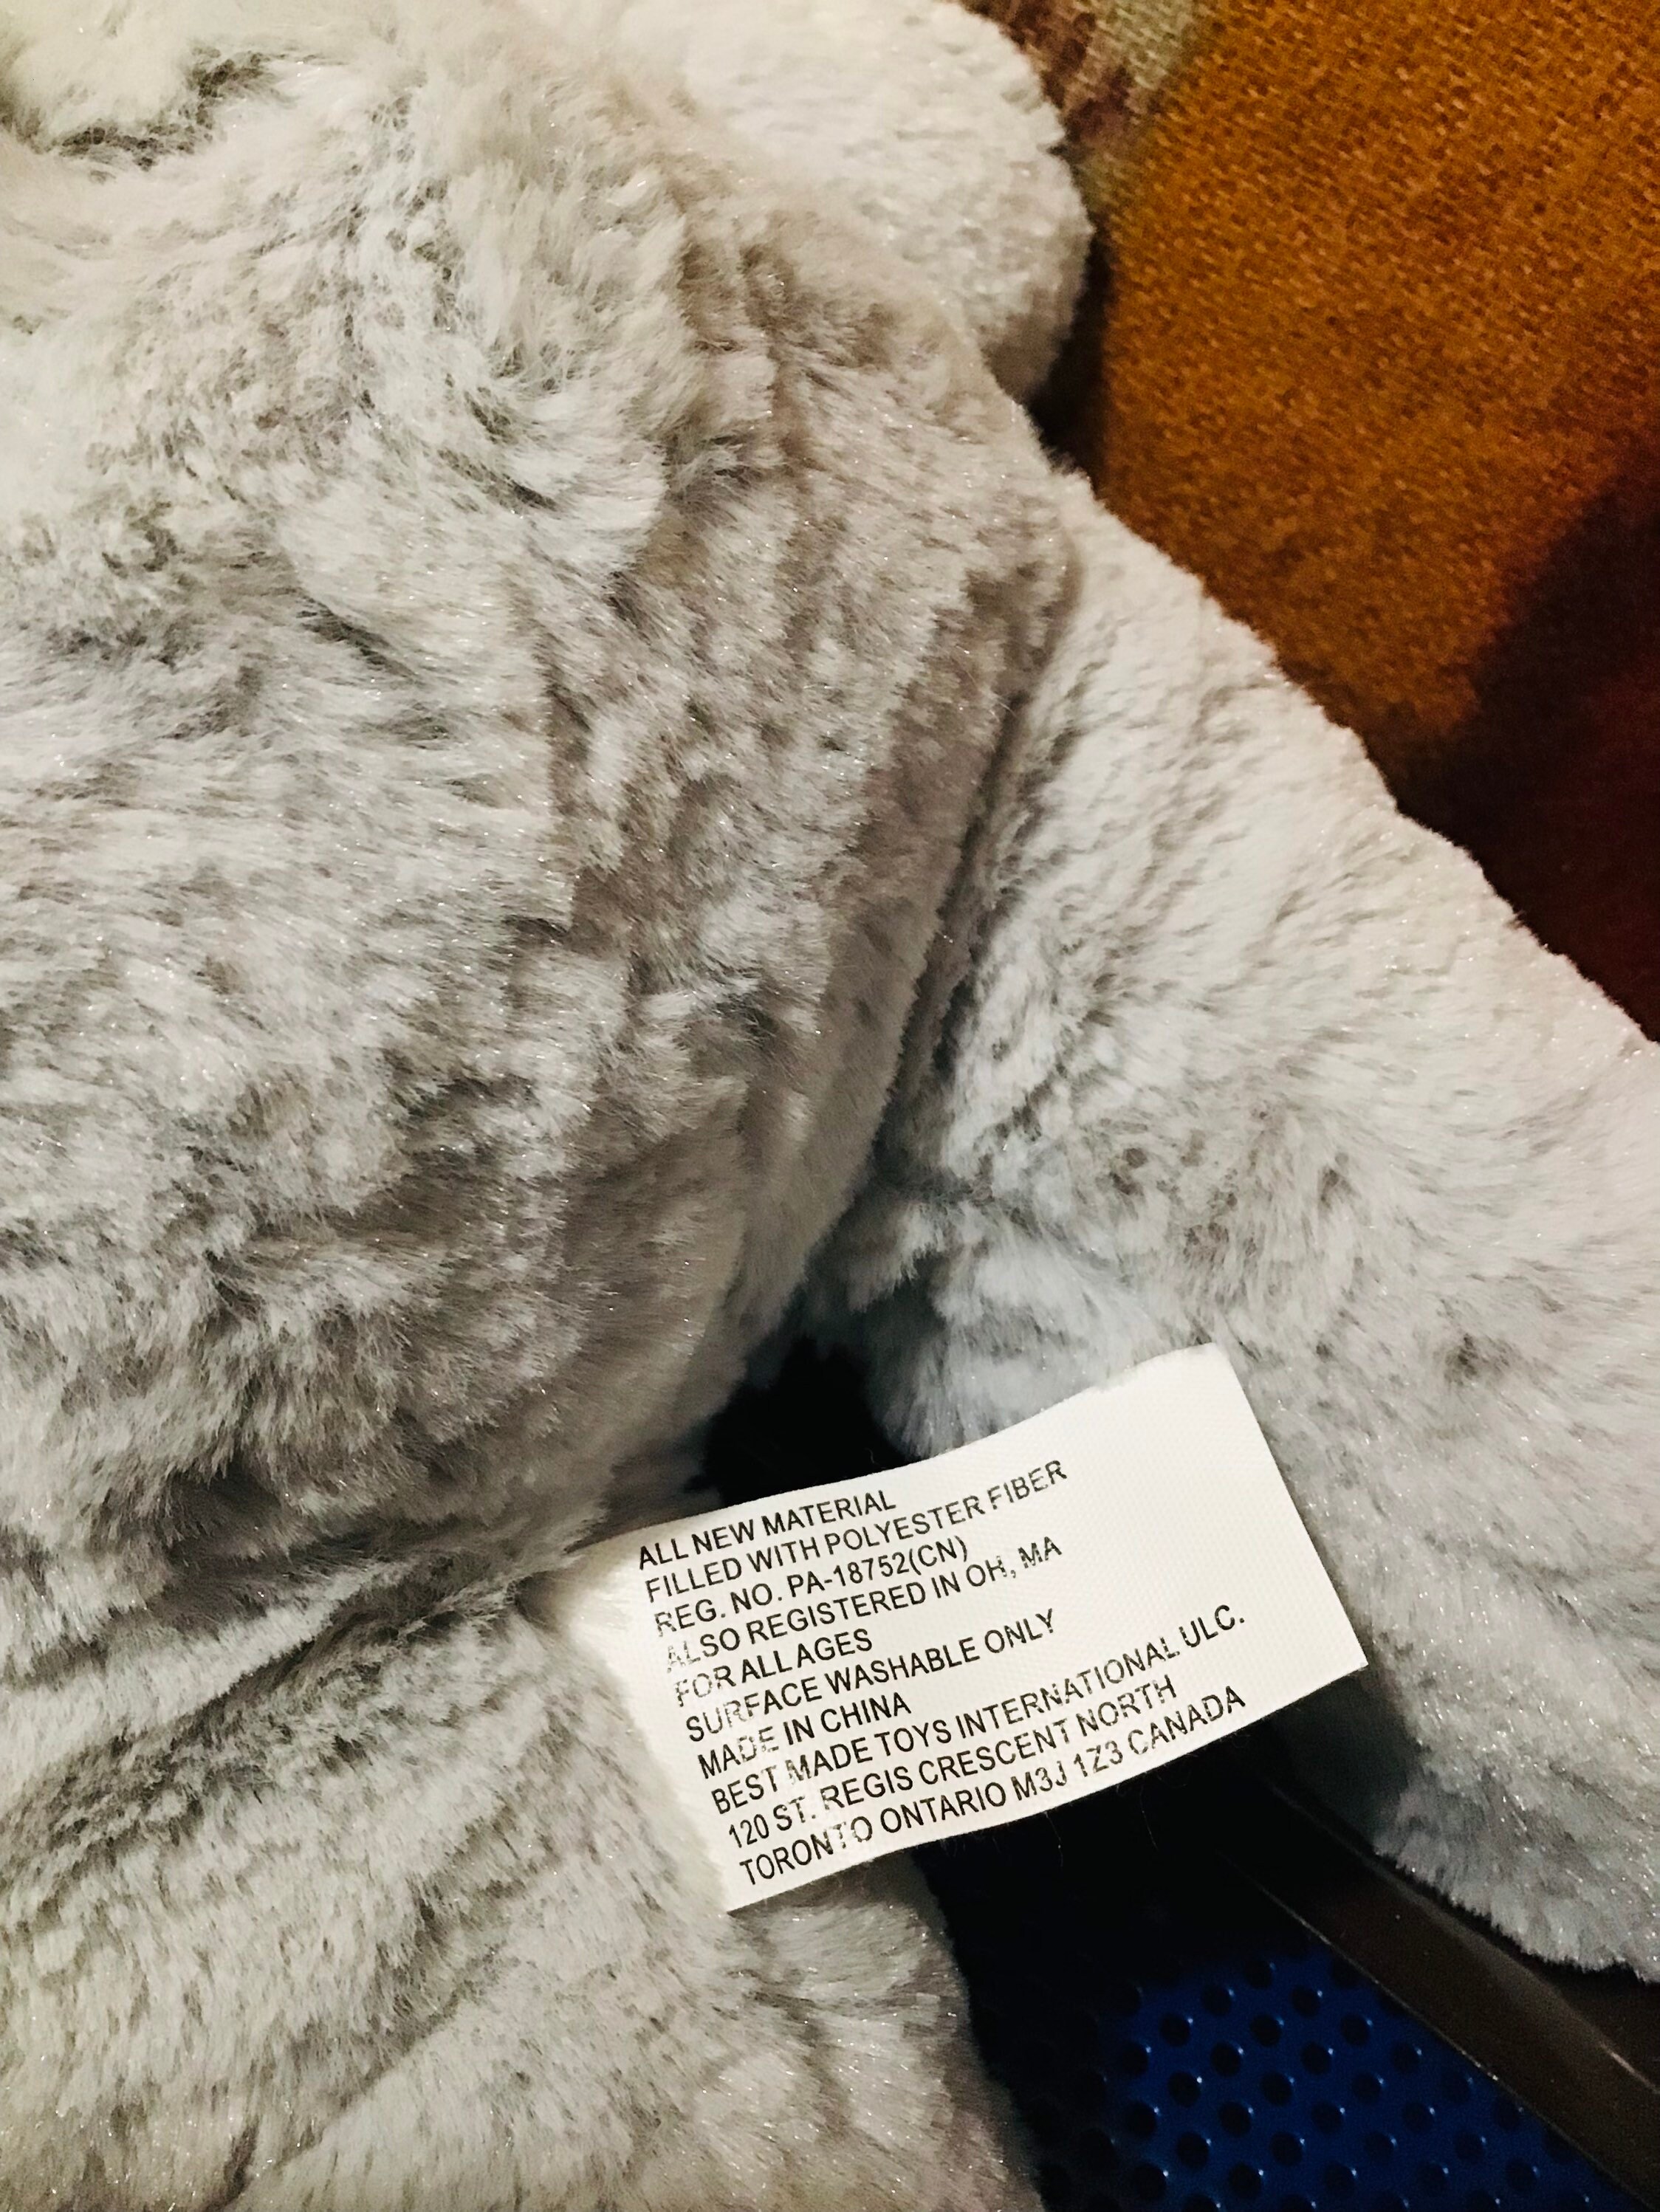 ALL NEW MATERIAL
FILLED WITH POLYESTER FIBER
REG. NO. PA-18752(CN)
ALSO REGISTERED IN OH, MA
FOR ALL AGES
SURFACE WASHABLE ONLY
MADE IN CHINA
BEST MADE TOYS INTERNATIONAL ULC.
120 ST. REGIS CRESCENT NORTH
TORONTO ONTARIO M3J 1Z3 CANADA